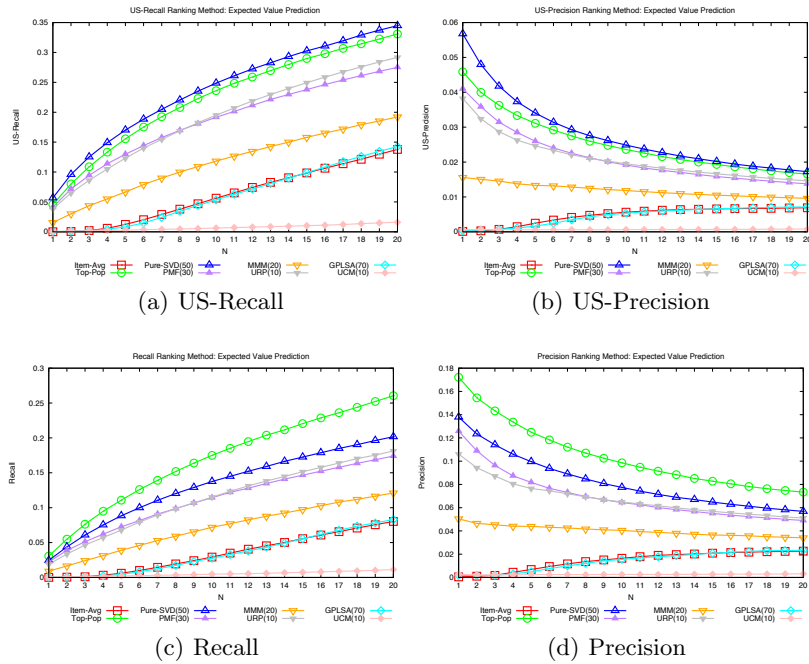 US-Recall Ranking Method: Expected Value Prediction
US-Recall
0.35
0.3
0.25
0.2
0.15
0.1
0.05
0
1 2 3 4 5 6 7 8 9 10 11 12 13 14 15 16 17 18 19 20
N
Item-Avg Pure-SVD(50) MMM(20) GPLSA(70)
Top-Pop PMF(30) URP(10) UCM(10)
(a) US-Recall
US-Precision Ranking Method: Expected Value Prediction
US-Precision
0.06
0.05
0.04
0.03
0.02
0.01
0
1 2 3 4 5 6 7 8 9 10 11 12 13 14 15 16 17 18 19 20
N
Item-Avg Pure-SVD(50) MMM(20) GPLSA(70)
Top-Pop PMF(30) URP(10) UCM(10)
(b) US-Precision
Recall Ranking Method: Expected Value Prediction
Recall
0.3
0.25
0.2
0.15
0.1
0.05
0
1 2 3 4 5 6 7 8 9 10 11 12 13 14 15 16 17 18 19 20
N
Item-Avg Pure-SVD(50) MMM(20) GPLSA(70)
Top-Pop PMF(30) URP(10) UCM(10)
(c) Recall
Precision Ranking Method: Expected Value Prediction
Precision
0.18
0.16
0.14
0.12
0.1
0.08
0.06
0.04
0.02
0
1 2 3 4 5 6 7 8 9 10 11 12 13 14 15 16 17 18 19 20
N
Item-Avg Pure-SVD(50) MMM(20) GPLSA(70)
Top-Pop PMF(30) URP(10) UCM(10)
(d) Precision